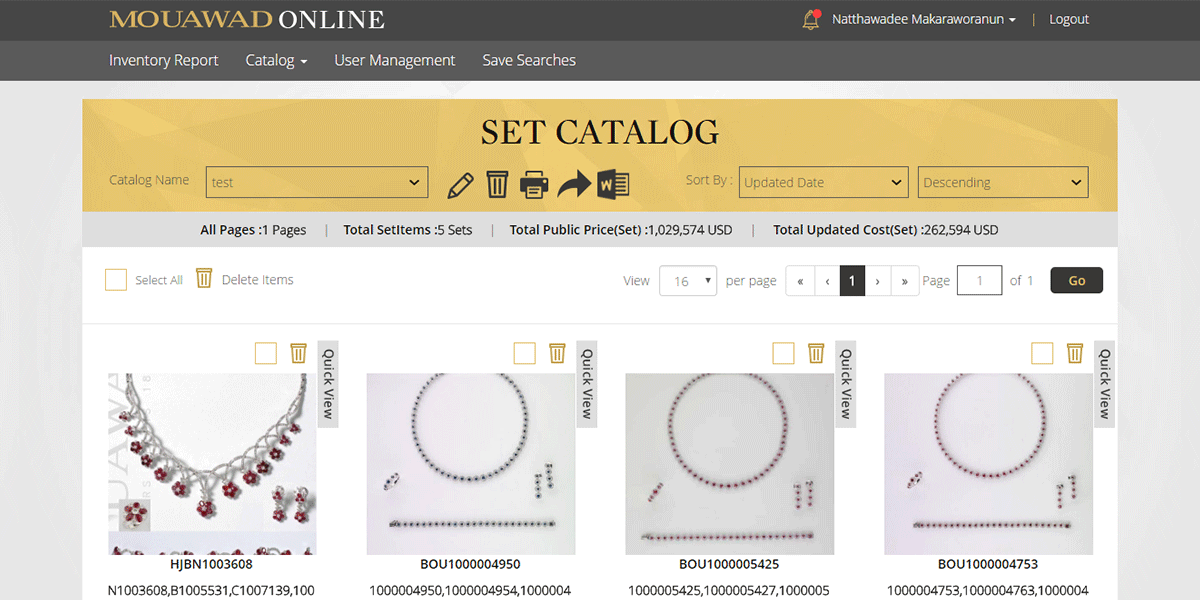 MOUAWAD ONLINE
Natthawadee Makaraworanun | Logout
Inventory Report Catalog User Management Save Searches
SET CATALOG
Catalog Name test Sort By : Updated Date Descending
W
All Pages :1 Pages | Total SetItems :5 Sets | Total Public Price(Set) :1,029,574 USD | Total Updated Cost(Set) :262,594 USD
Select All Delete Items View 16 per page « ‹ 1 › » Page 1 of 1 Go
Quick View
Quick View
Quick View
Quick View
HJBN1003608 BOU1000004950 BOU1000005425 BOU1000004753
N1003608,B1005531,C1007139,100 1000004950,1000004954,1000004 1000005425,1000005427,1000005 1000004753,1000004763,1000004